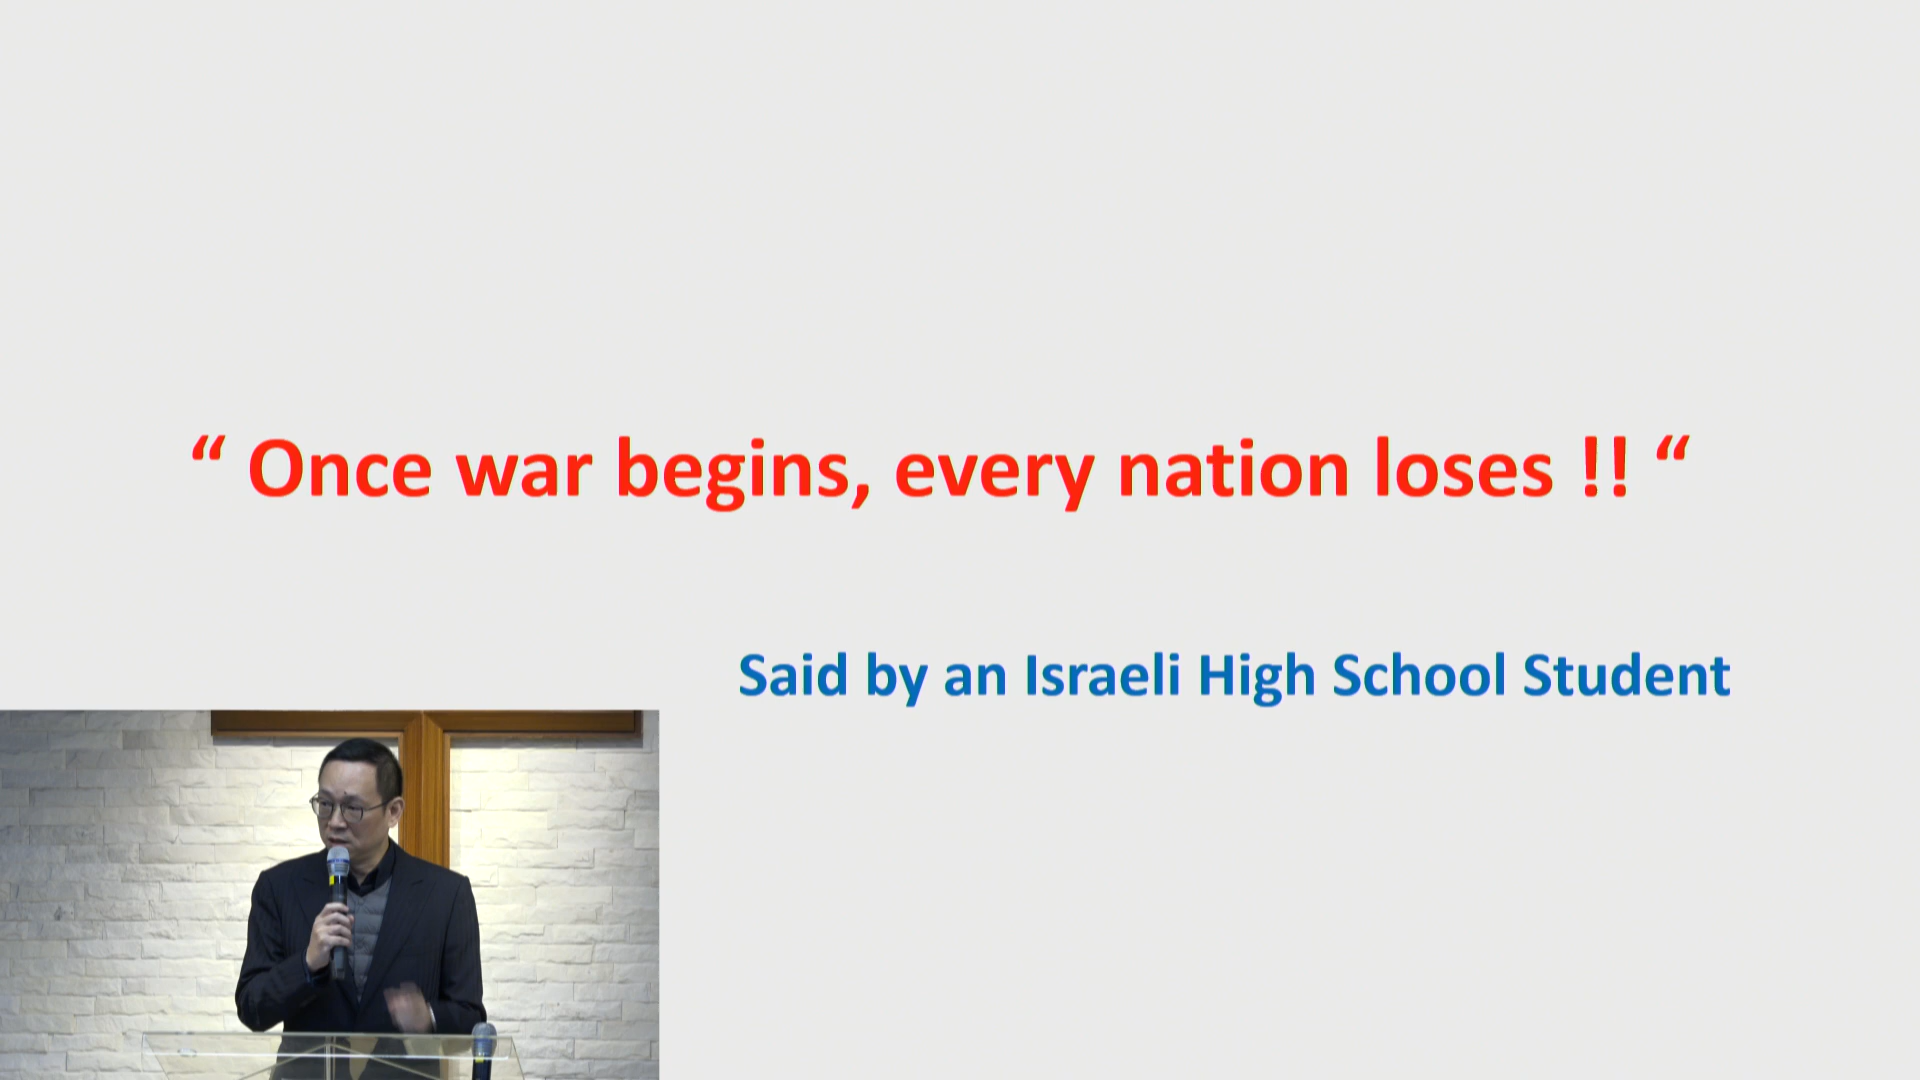 “ Once war begins, every nation loses !! “
Said by an Israeli High School Student